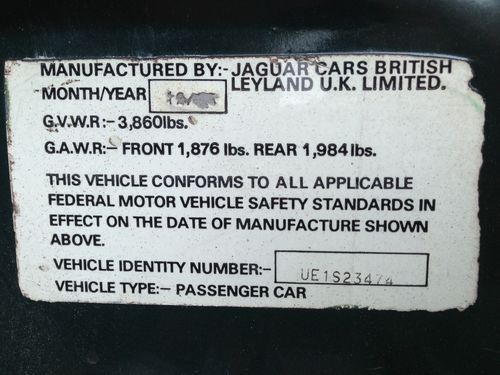 MANUFACTURED BY:- JAGUAR CARS BRITISH
LEYLAND U.K. LIMITED.
MONTH/YEAR
G.V.W.R:- 3,860lbs.
G.A.W.R:- FRONT 1,876 lbs. REAR 1,984lbs.
THIS VEHICLE CONFORMS TO ALL APPLICABLE
FEDERAL MOTOR VEHICLE SAFETY STANDARDS IN
EFFECT ON THE DATE OF MANUFACTURE SHOWN
ABOVE.
VEHICLE IDENTITY NUMBER:- UE1S23474
VEHICLE TYPE:- PASSENGER CAR